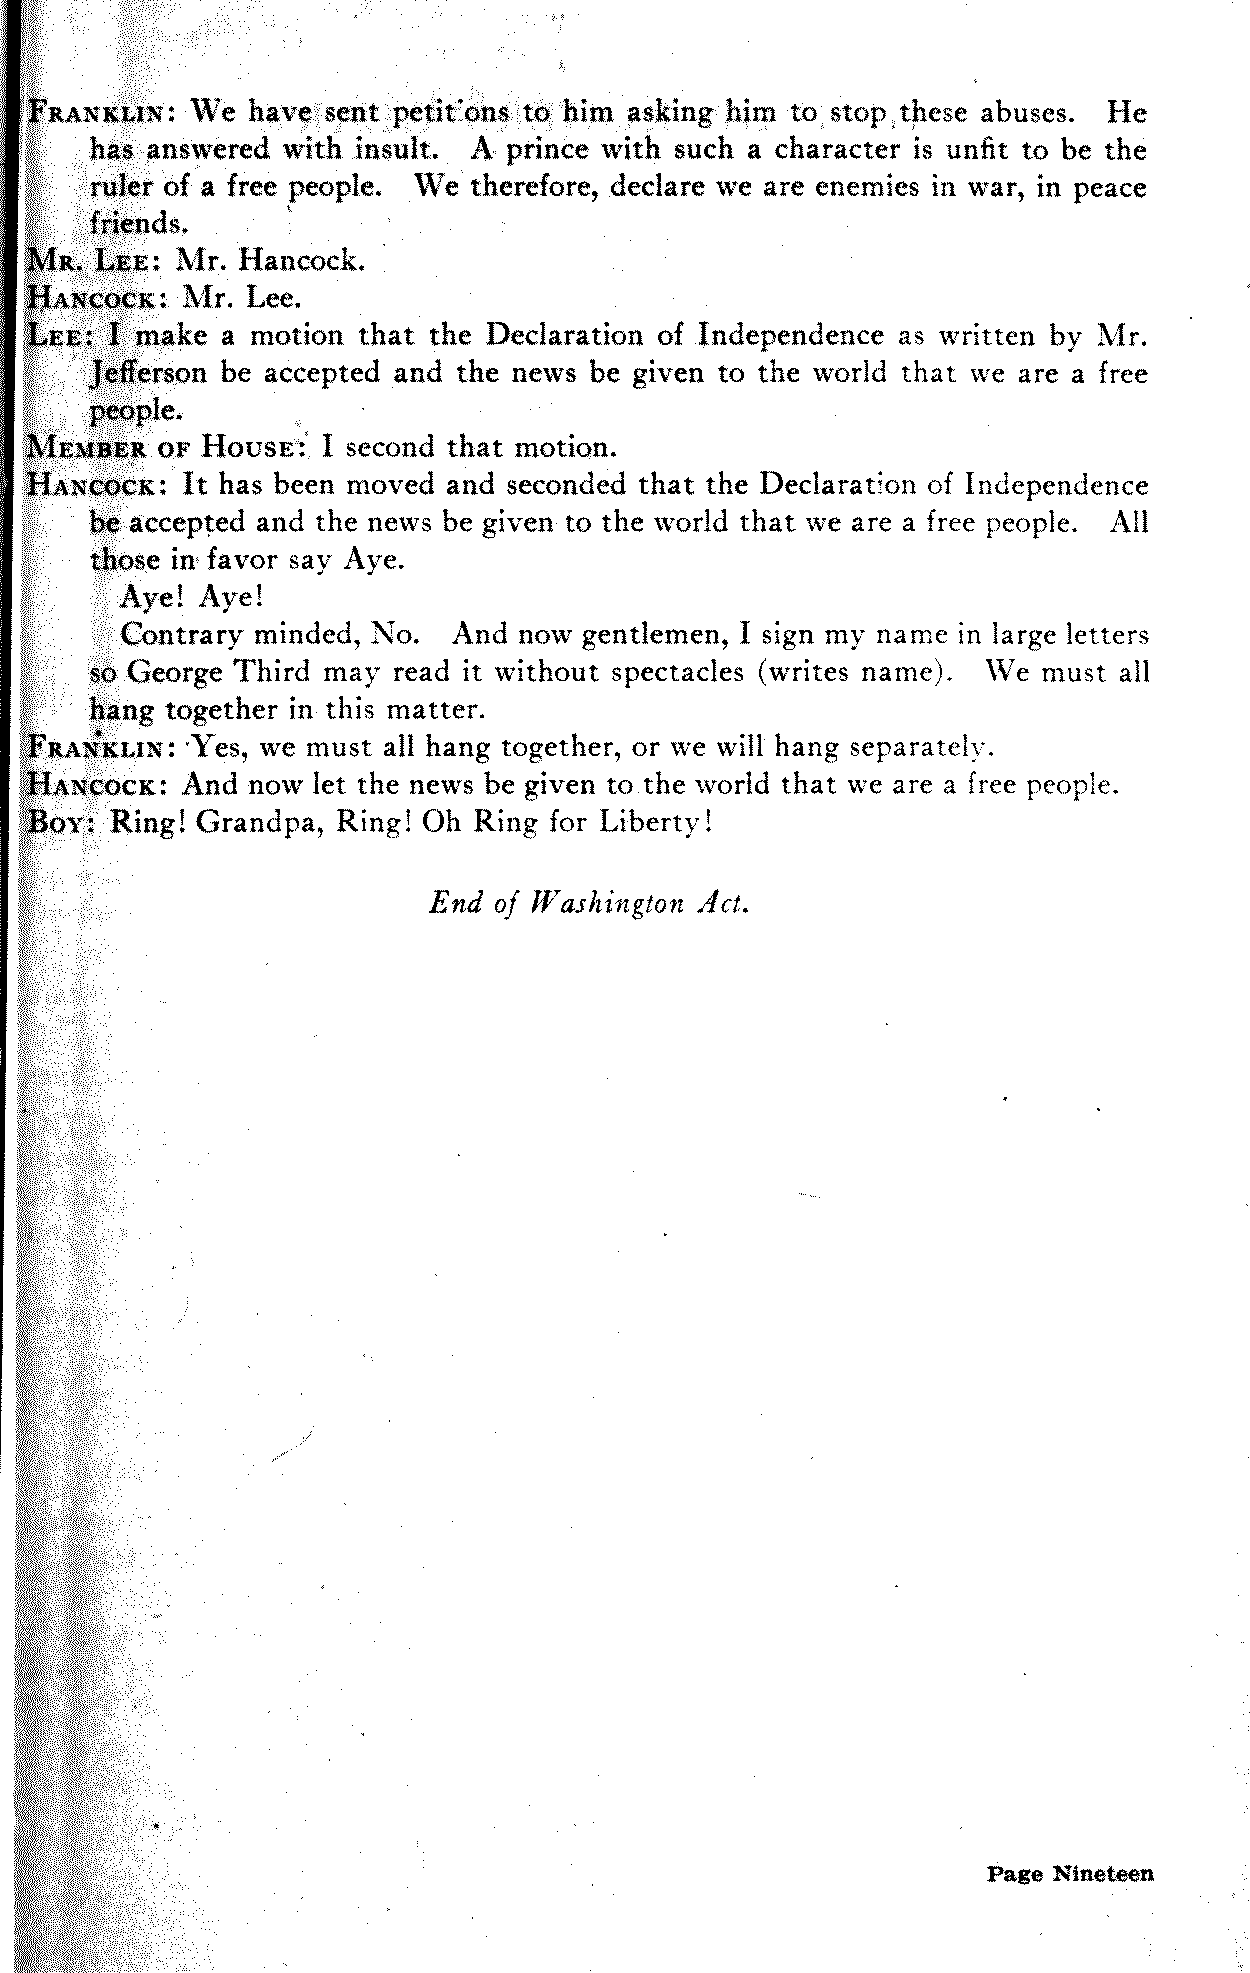 FRANKLIN: We have sent petitions to him asking him to stop these abuses. He
has answered with insult. A prince with such a character is unfit to be the
ruler of a free people. We therefore, declare we are enemies in war, in peace
friends.
MR. LEE: Mr. Hancock.
HANCOCK: Mr. Lee.
LEE: I make a motion that the Declaration of Independence as written by Mr.
Jefferson be accepted and the news be given to the world that we are a free
people.
MEMBER OF HOUSE: I second that motion.
HANCOCK: It has been moved and seconded that the Declaration of Independence
be accepted and the news be given to the world that we are a free people. All
those in favor say Aye.
Aye! Aye!
Contrary minded, No. And now gentlemen, I sign my name in large letters
so George Third may read it without spectacles (writes name). We must all
hang together in this matter.
FRANKLIN: Yes, we must all hang together, or we will hang separately.
HANCOCK: And now let the news be given to the world that we are a free people.
BOY: Ring! Grandpa, Ring! Oh Ring for Liberty!
End of Washington Act.
Page Nineteen